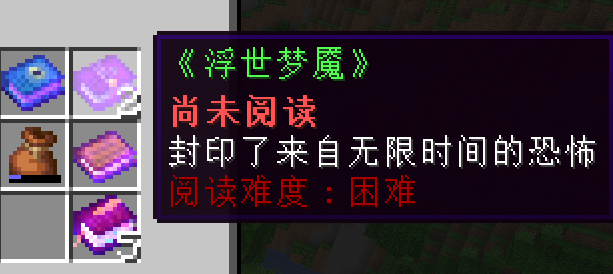 《浮世梦魇》
尚未阅读
封印了来自无限时间的恐怖
阅读难度：困难